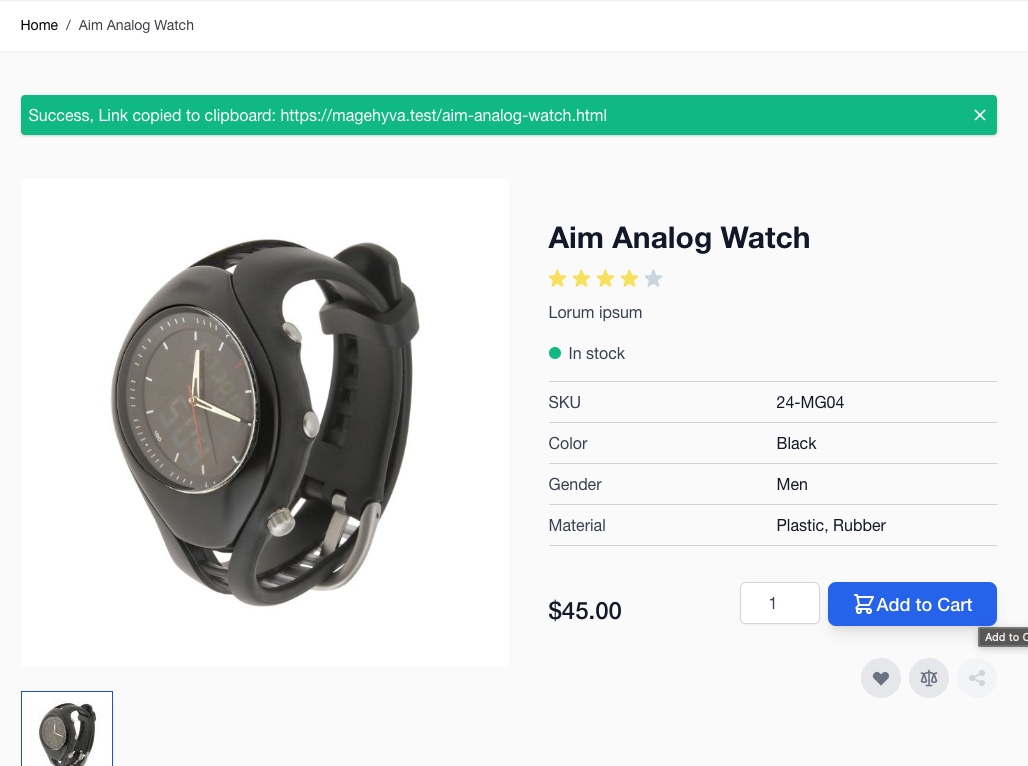 Home / Aim Analog Watch
Success, Link copied to clipboard: https://magehyva.test/aim-analog-watch.html
Aim Analog Watch
Lorum ipsum
In stock
SKU 24-MG04
Color Black
Gender Men
Material Plastic, Rubber
$45.00 1 Add to Cart
Add to C